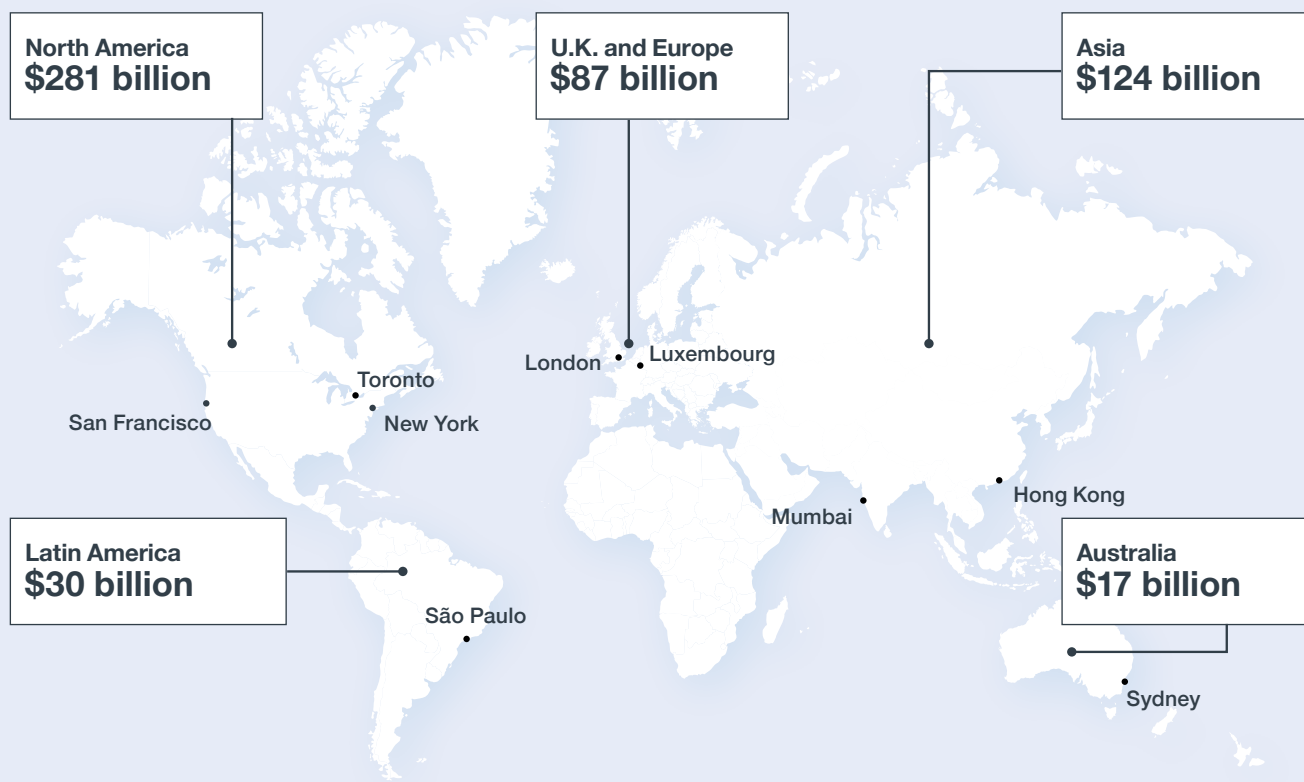 North America
$281 billion
U.K. and Europe
$87 billion
Asia
$124 billion
London
Luxembourg
Toronto
San Francisco
New York
Mumbai
Hong Kong
Latin America
$30 billion
Australia
$17 billion
São Paulo
Sydney